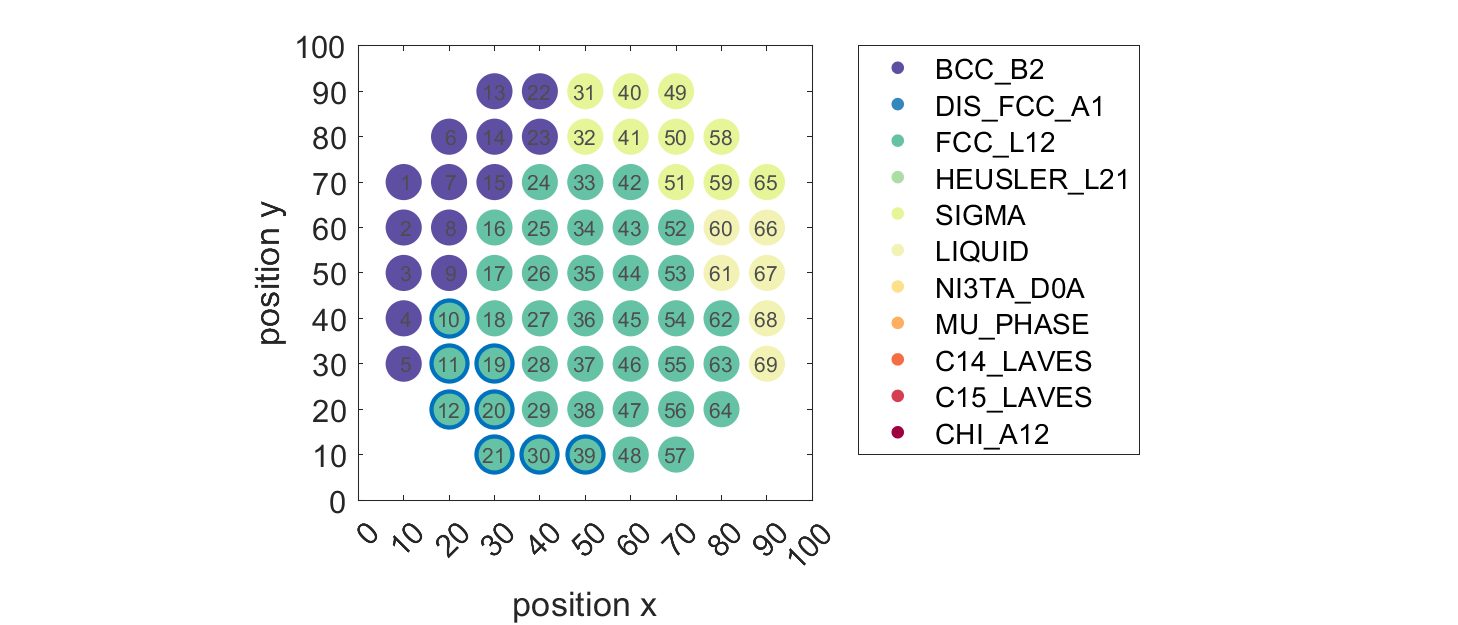 100
90
80
70
60
50
40
30
20
10
0
position y
13 22 31 40 49
6 14 23 32 41 50 58
1 7 15 24 33 42 51 59 65
2 8 16 25 34 43 52 60 66
3 9 17 26 35 44 53 61 67
4 10 18 27 36 45 54 62 68
5 11 19 28 37 46 55 63 69
12 20 29 38 47 56 64
21 30 39 48 57
0 10 20 30 40 50 60 70 80 90 100
position x
BCC_B2
DIS_FCC_A1
FCC_L12
HEUSLER_L21
SIGMA
LIQUID
NI3TA_D0A
MU_PHASE
C14_LAVES
C15_LAVES
CHI_A12